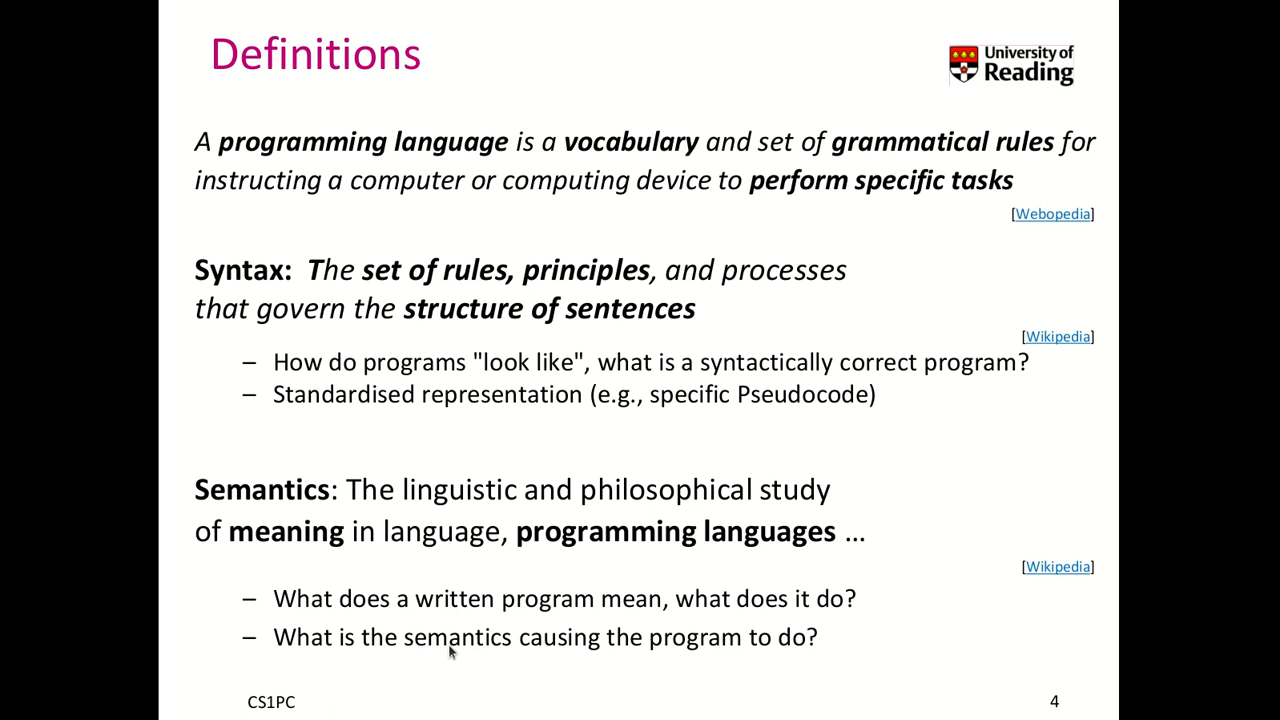 Definitions
University of
Reading
A programming language is a vocabulary and set of grammatical rules for
instructing a computer or computing device to perform specific tasks
[Webopedia]
Syntax: The set of rules, principles, and processes
that govern the structure of sentences
[Wikipedia]
– How do programs "look like", what is a syntactically correct program?
– Standardised representation (e.g., specific Pseudocode)
Semantics: The linguistic and philosophical study
of meaning in language, programming languages ...
[Wikipedia]
– What does a written program mean, what does it do?
– What is the semantics causing the program to do?
CS1PC
4